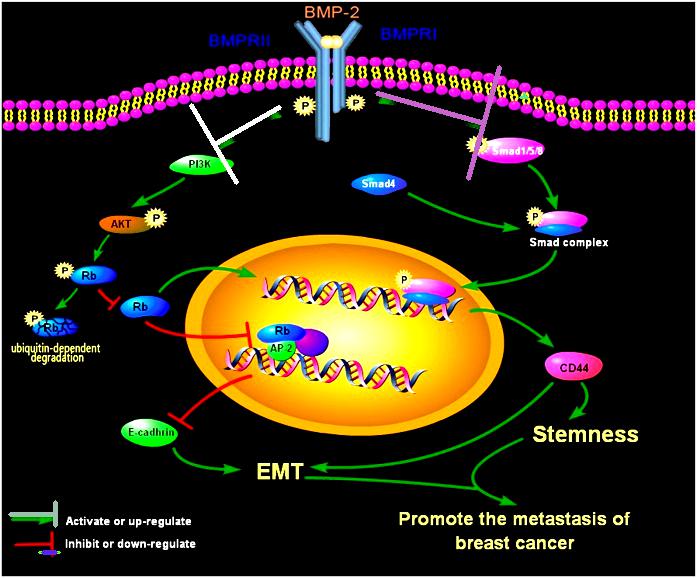 BMP-2
BMPRII
BMPRI
P
P
PI3K
P
Smad1/5/8
Smad4
AKT
P
P
Smad complex
P
Rb
Rb
P
P
Rb
ubiquitin-dependent
degradation
Rb
AP-2
CD44
E-cadhrin
EMT
Stemness
Activate or up-regulate
Inhibit or down-regulate
Promote the metastasis of
breast cancer